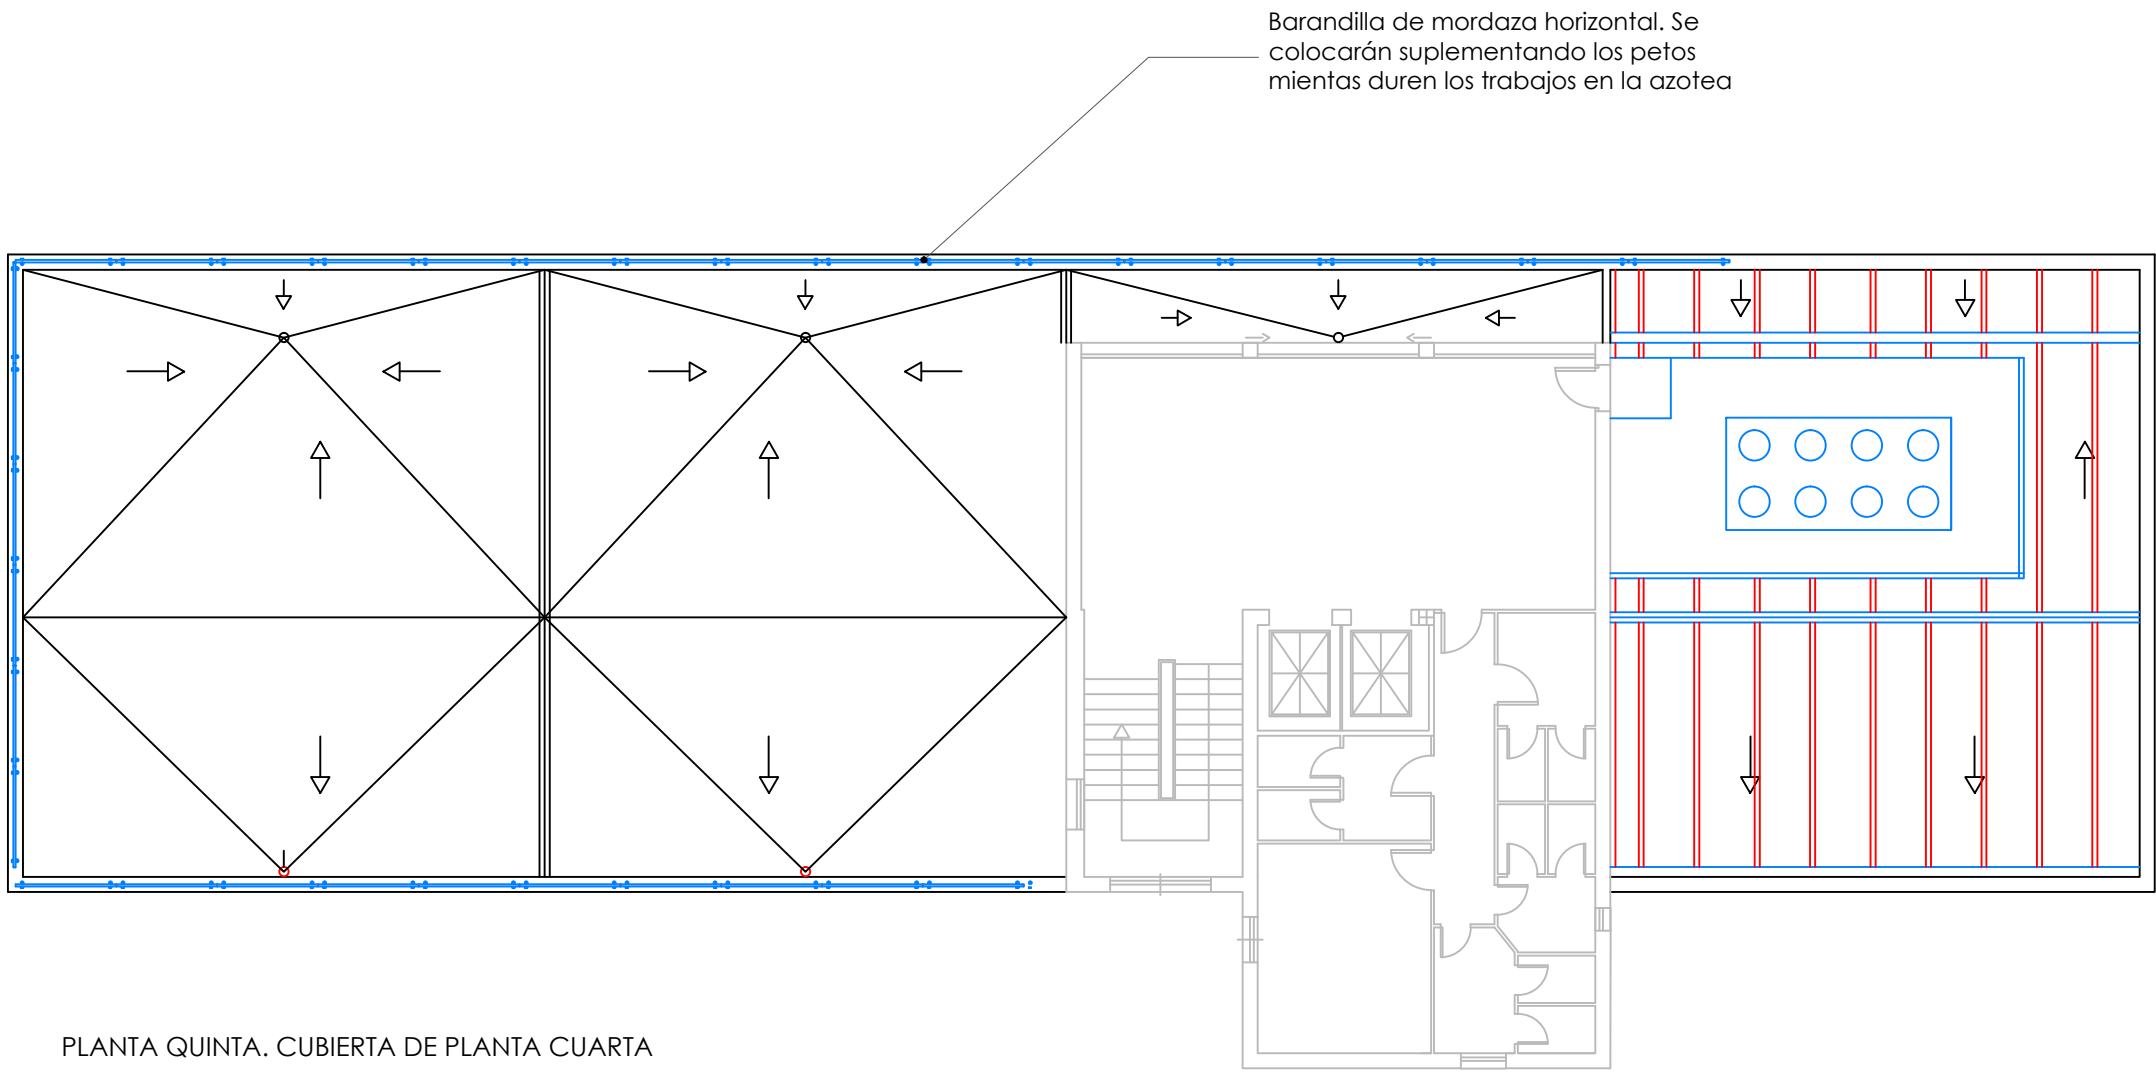 Barandilla de mordaza horizontal. Se
colocarán suplementando los petos
mientas duren los trabajos en la azotea
PLANTA QUINTA. CUBIERTA DE PLANTA CUARTA